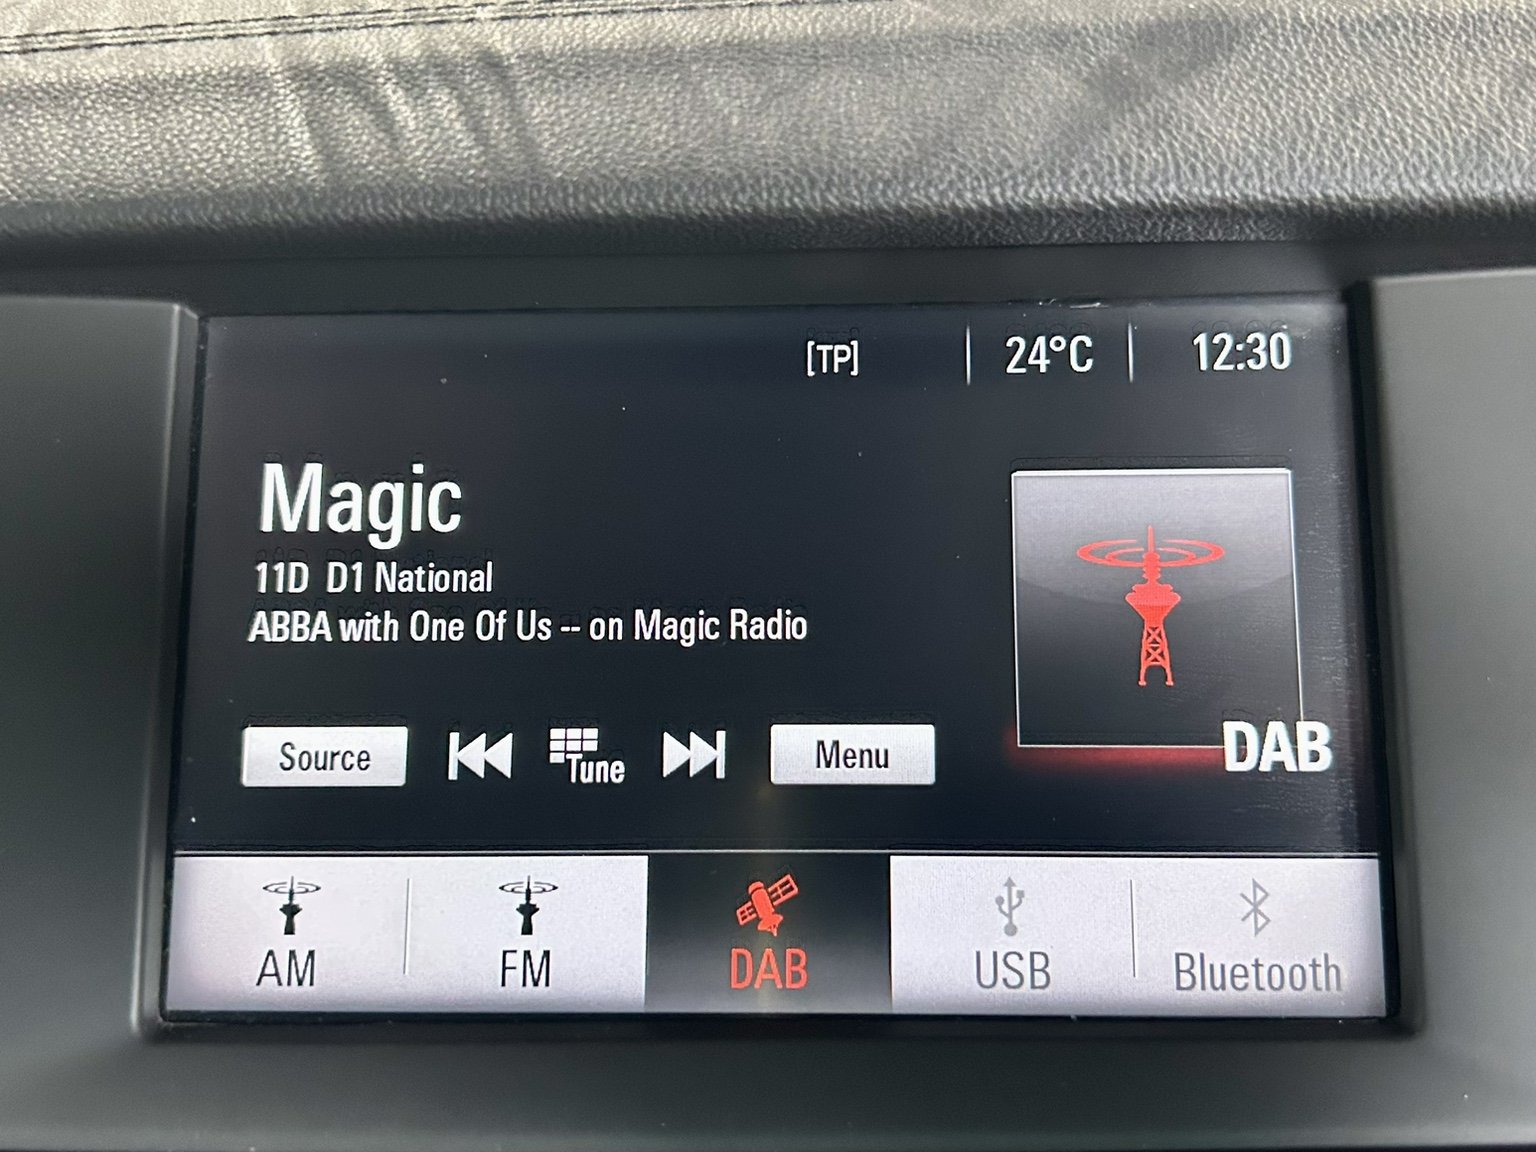 [TP] 24°C 12:30
Magic
11D D1 National
ABBA with One Of Us -- on Magic Radio
Source Tune Menu
DAB
AM FM DAB USB Bluetooth